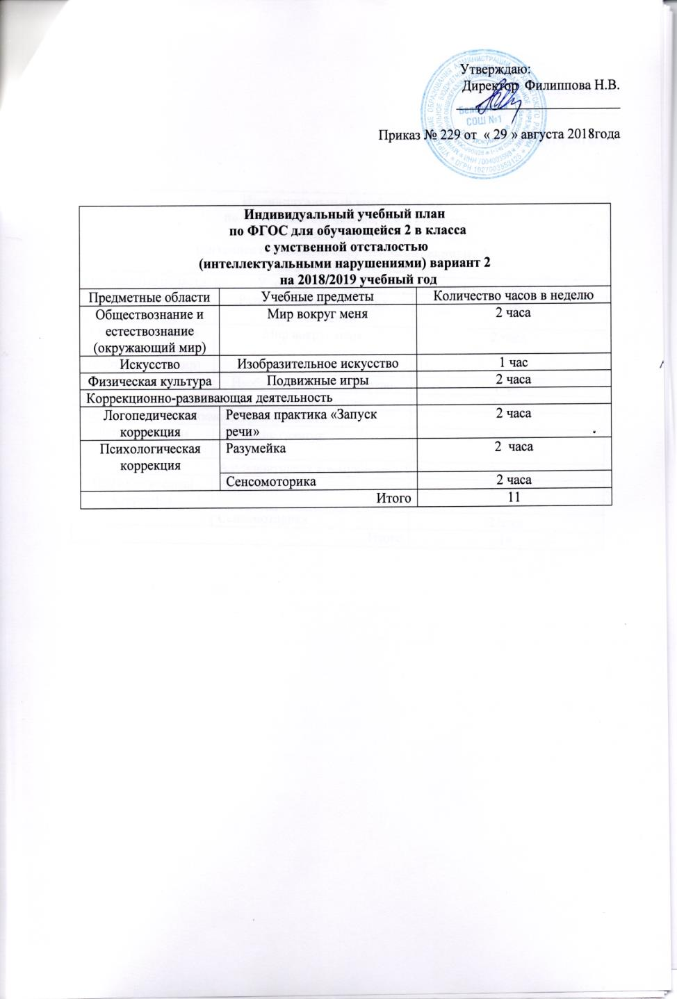 Утверждаю:
Директор Филиппова Н.В.
Приказ № 229 от « 29 » августа 2018года
СОШ №1
ОГРН 1027003553125
Индивидуальный учебный план
по ФГОС для обучающейся 2 в класса
с умственной отсталостью
(интеллектуальными нарушениями) вариант 2
на 2018/2019 учебный год
Предметные области Учебные предметы Количество часов в неделю
Обществознание и
естествознание
(окружающий мир)
Мир вокруг меня 2 часа
Искусство Изобразительное искусство 1 час
Физическая культура Подвижные игры 2 часа
Коррекционно-развивающая деятельность
Логопедическая
коррекция
Речевая практика «Запуск
речи»
2 часа
Психологическая
коррекция
Разумейка 2 часа
Сенсомоторика 2 часа
Итого 11